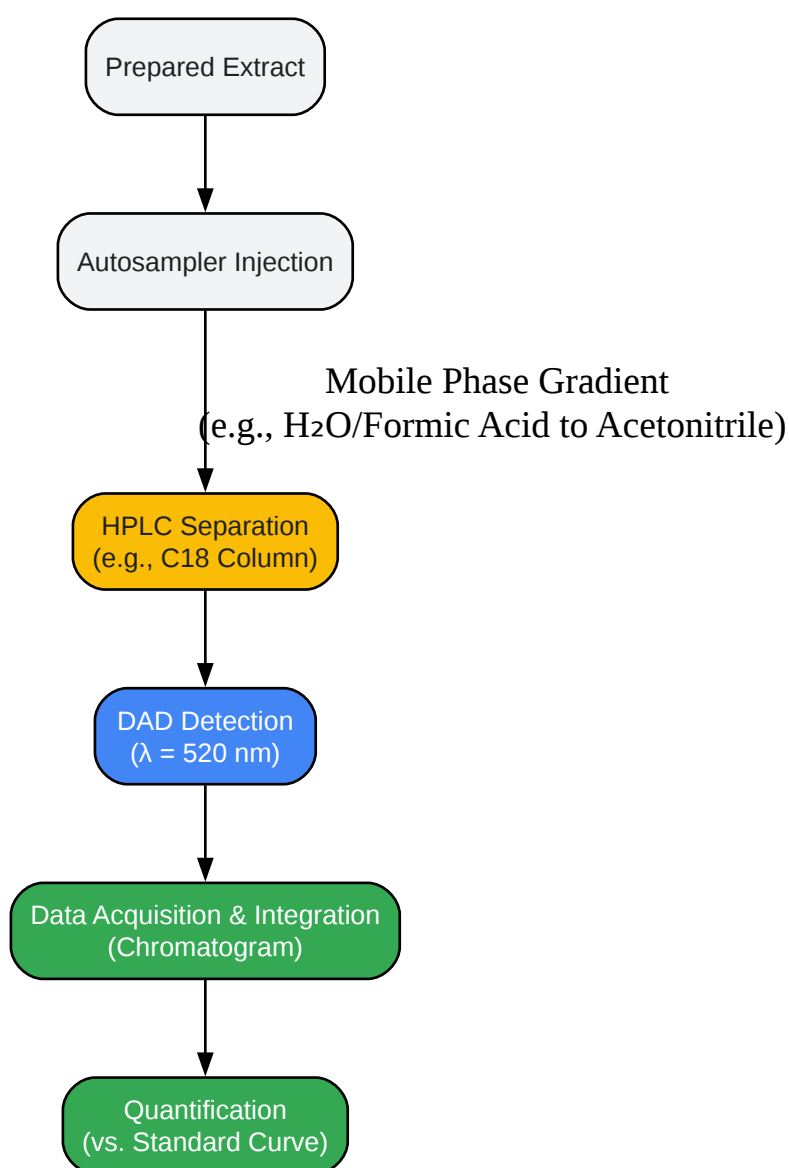 Prepared Extract
Autosampler Injection
Mobile Phase Gradient
(e.g., H₂O/Formic Acid to Acetonitrile)
HPLC Separation
(e.g., C18 Column)
DAD Detection
(λ = 520 nm)
Data Acquisition & Integration
(Chromatogram)
Quantification
(vs. Standard Curve)